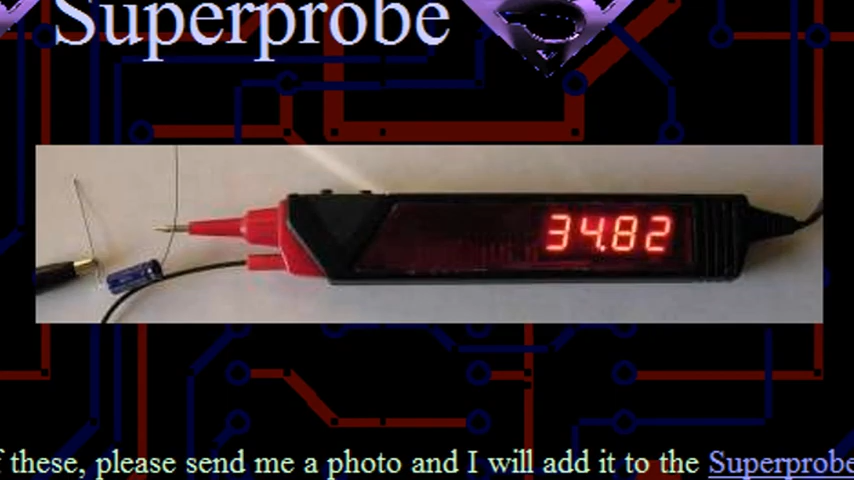 Superprobe
34.82
f these, please send me a photo and I will add it to the Superprobe